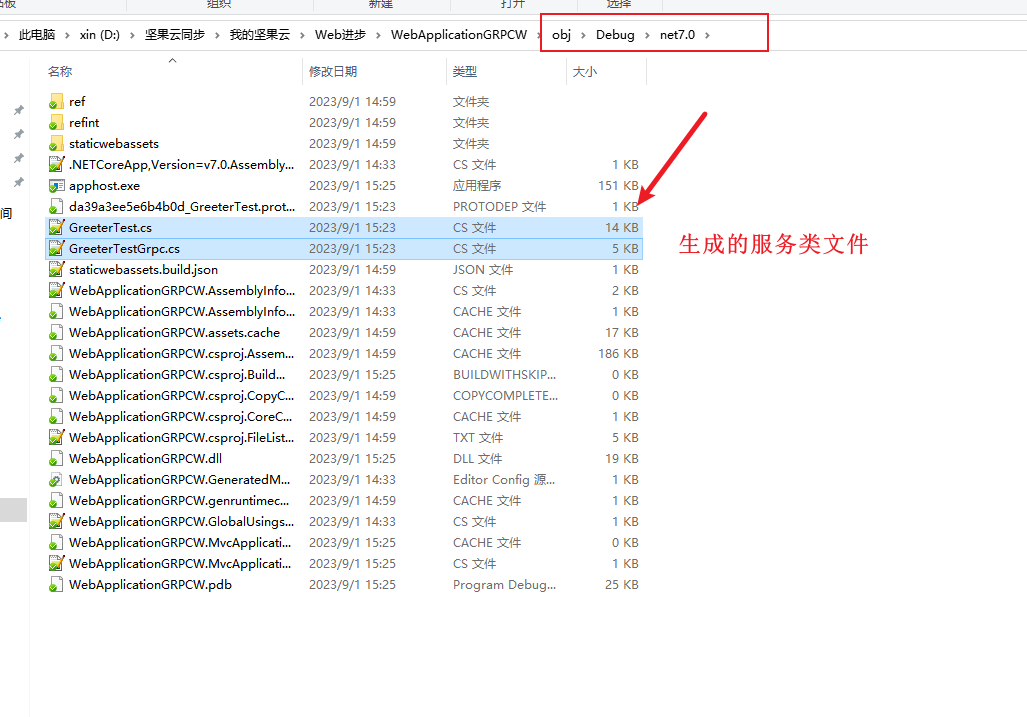 贴板 组织 新建 打开 选择
此电脑 xin (D:) 坚果云同步 我的坚果云 Web进步 WebApplicationGRPCW obj Debug net7.0
名称 修改日期 类型 大小
ref 2023/9/1 14:59 文件夹
refint 2023/9/1 14:59 文件夹
staticwebassets 2023/9/1 14:59 文件夹
.NETCoreApp,Version=v7.0.Assembly... 2023/9/1 14:33 CS 文件 1 KB
apphost.exe 2023/9/1 15:25 应用程序 151 KB
da39a3ee5e6b4b0d_GreeterTest.prot... 2023/9/1 15:23 PROTODEP 文件 1 KB
间
GreeterTest.cs 2023/9/1 15:23 CS 文件 14 KB
GreeterTestGrpc.cs 2023/9/1 15:23 CS 文件 5 KB
生成的服务类文件
staticwebassets.build.json 2023/9/1 14:59 JSON 文件 1 KB
WebApplicationGRPCW.AssemblyInfo... 2023/9/1 14:33 CS 文件 2 KB
WebApplicationGRPCW.AssemblyInfo... 2023/9/1 14:33 CACHE 文件 1 KB
WebApplicationGRPCW.assets.cache 2023/9/1 14:59 CACHE 文件 17 KB
WebApplicationGRPCW.csproj.Assem... 2023/9/1 14:59 CACHE 文件 186 KB
WebApplicationGRPCW.csproj.Build... 2023/9/1 15:25 BUILDWITHSKIP... 0 KB
WebApplicationGRPCW.csproj.CopyC... 2023/9/1 14:59 COPYCOMPLETE... 0 KB
WebApplicationGRPCW.csproj.CoreC... 2023/9/1 14:59 CACHE 文件 1 KB
WebApplicationGRPCW.csproj.FileList... 2023/9/1 14:59 TXT 文件 5 KB
WebApplicationGRPCW.dll 2023/9/1 15:25 DLL 文件 19 KB
WebApplicationGRPCW.GeneratedM... 2023/9/1 14:33 Editor Config 源... 1 KB
WebApplicationGRPCW.genruntimec... 2023/9/1 14:59 CACHE 文件 1 KB
WebApplicationGRPCW.GlobalUsings... 2023/9/1 14:33 CS 文件 1 KB
WebApplicationGRPCW.MvcApplicati... 2023/9/1 15:25 CACHE 文件 0 KB
WebApplicationGRPCW.MvcApplicati... 2023/9/1 15:25 CS 文件 1 KB
WebApplicationGRPCW.pdb 2023/9/1 15:25 Program Debug... 25 KB